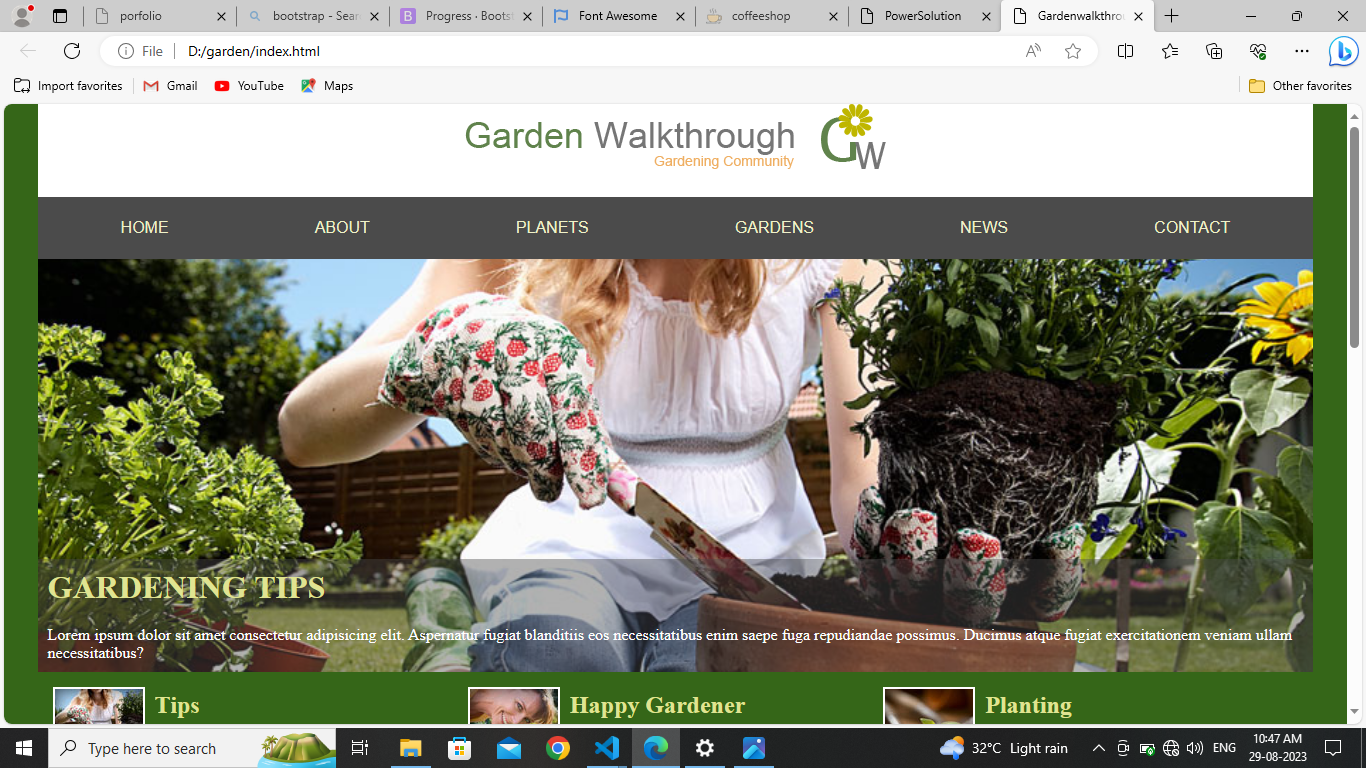 porfolio
bootstrap - Sear
Progress · Bootst
Font Awesome
coffeeshop
PowerSolution
Gardenwalkthrou
File
D:/garden/index.html
Import favorites
Gmail
YouTube
Maps
Other favorites
Garden Walkthrough
Gardening Community
GW
HOME ABOUT PLANETS GARDENS NEWS CONTACT
GARDENING TIPS
Lorem ipsum dolor sit amet consectetur adipisicing elit. Aspernatur fugiat blanditiis eos necessitatibus enim saepe fuga repudiandae possimus. Ducimus atque fugiat exercitationem veniam ullam
necessitatibus?
Tips
Happy Gardener
Planting
Type here to search
32°C Light rain
ENG
10:47 AM
29-08-2023